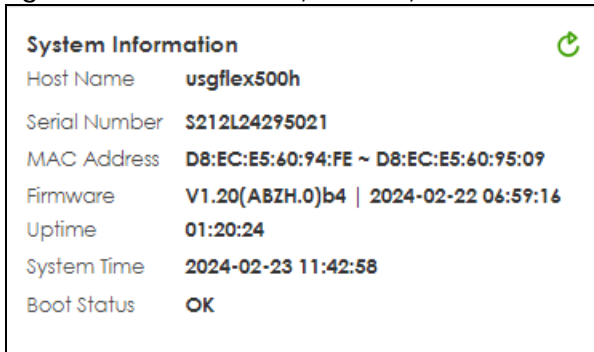 System Information
Host Name usgflex500h
Serial Number S212L24295021
MAC Address D8:EC:E5:60:94:FE ~ D8:EC:E5:60:95:09
Firmware V1.20(ABZH.0)b4 | 2024-02-22 06:59:16
Uptime 01:20:24
System Time 2024-02-23 11:42:58
Boot Status OK